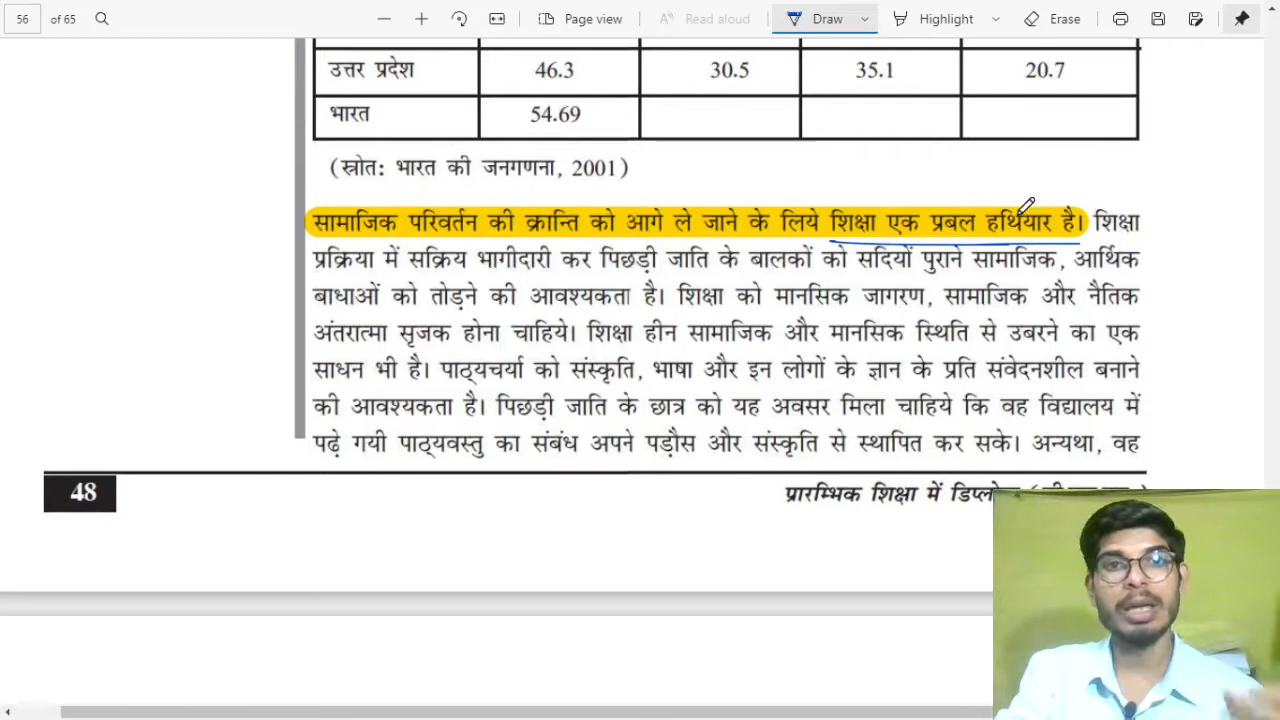 56 of 65 Page view Read aloud Draw Highlight Erase
उत्तर प्रदेश 46.3 30.5 35.1 20.7
भारत 54.69
(स्रोत: भारत की जनगणना, 2001)
सामाजिक परिवर्तन की क्रान्ति को आगे ले जाने के लिये शिक्षा एक प्रबल हथियार है। शिक्षा
प्रक्रिया में सक्रिय भागीदारी कर पिछड़ी जाति के बालकों को सदियों पुराने सामाजिक, आर्थिक
बाधाओं को तोड़ने की आवश्यकता है। शिक्षा को मानसिक जागरण, सामाजिक और नैतिक
अंतरात्मा सृजक होना चाहिये। शिक्षा हीन सामाजिक और मानसिक स्थिति से उबरने का एक
साधन भी है। पाठ्यचर्या को संस्कृति, भाषा और इन लोगों के ज्ञान के प्रति संवेदनशील बनाने
की आवश्यकता है। पिछड़ी जाति के छात्र को यह अवसर मिला चाहिये कि वह विद्यालय में
पढ़े गयी पाठ्यवस्तु का संबंध अपने पड़ौस और संस्कृति से स्थापित कर सके। अन्यथा, वह
48 प्रारम्भिक शिक्षा में